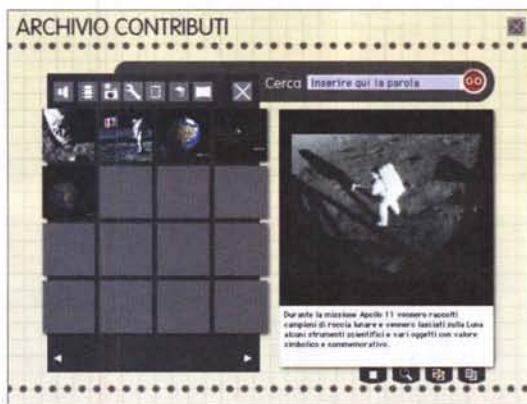 ARCHIVIO CONTRIBUTI
Cerca Inserire qui la parola GO
Durante la missione Apollo 11 vennero raccolti
campioni di roccia lunare e vennero lasciati sulla Luna
alcuni strumenti scientifici e vari oggetti con valore
simbolico e commemorativo.